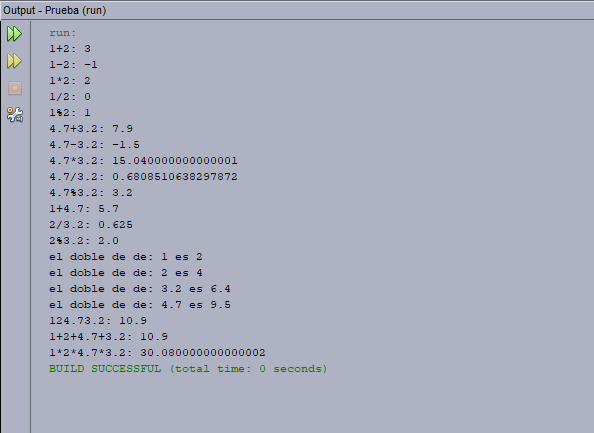 Output - Prueba (run)
run:
1+2: 3
1-2: -1
1*2: 2
1/2: 0
1%2: 1
4.7+3.2: 7.9
4.7-3.2: -1.5
4.7*3.2: 15.040000000000001
4.7/3.2: 0.6808510638297872
4.7%3.2: 3.2
1+4.7: 5.7
2/3.2: 0.625
2%3.2: 2.0
el doble de de: 1 es 2
el doble de de: 2 es 4
el doble de de: 3.2 es 6.4
el doble de de: 4.7 es 9.5
124.73.2: 10.9
1+2+4.7+3.2: 10.9
1*2*4.7*3.2: 30.080000000000002
BUILD SUCCESSFUL (total time: 0 seconds)